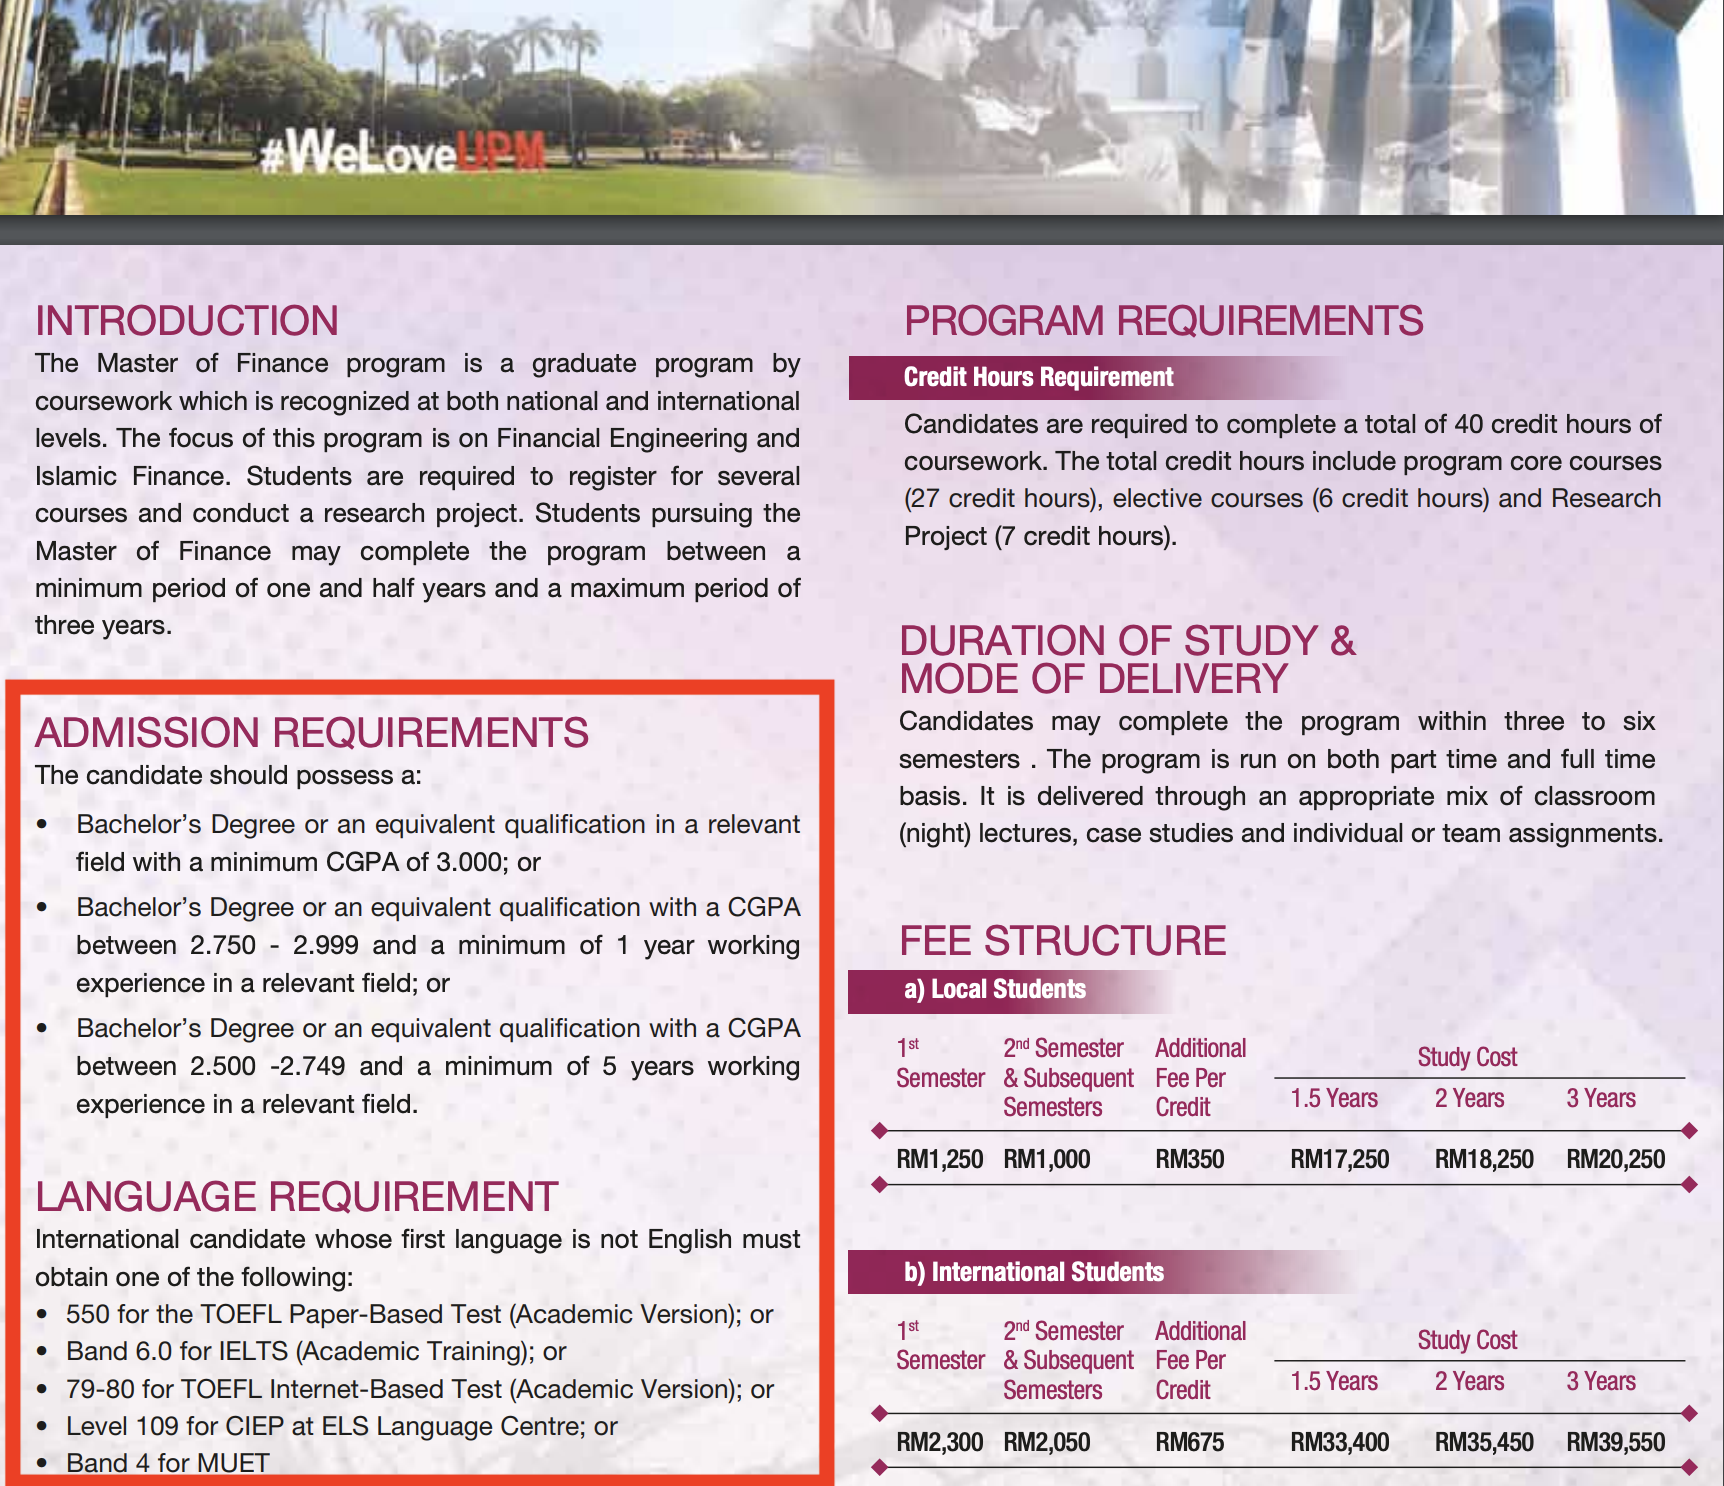 #WeLoveUPM
INTRODUCTION
The Master of Finance program is a graduate program by
coursework which is recognized at both national and international
levels. The focus of this program is on Financial Engineering and
Islamic Finance. Students are required to register for several
courses and conduct a research project. Students pursuing the
Master of Finance may complete the program between a
minimum period of one and half years and a maximum period of
three years.
ADMISSION REQUIREMENTS
The candidate should possess a:
• Bachelor’s Degree or an equivalent qualification in a relevant
field with a minimum CGPA of 3.000; or
• Bachelor’s Degree or an equivalent qualification with a CGPA
between 2.750 - 2.999 and a minimum of 1 year working
experience in a relevant field; or
• Bachelor’s Degree or an equivalent qualification with a CGPA
between 2.500 -2.749 and a minimum of 5 years working
experience in a relevant field.
LANGUAGE REQUIREMENT
International candidate whose first language is not English must
obtain one of the following:
• 550 for the TOEFL Paper-Based Test (Academic Version); or
• Band 6.0 for IELTS (Academic Training); or
• 79-80 for TOEFL Internet-Based Test (Academic Version); or
• Level 109 for CIEP at ELS Language Centre; or
• Band 4 for MUET
PROGRAM REQUIREMENTS
Credit Hours Requirement
Candidates are required to complete a total of 40 credit hours of
coursework. The total credit hours include program core courses
(27 credit hours), elective courses (6 credit hours) and Research
Project (7 credit hours).
DURATION OF STUDY &
MODE OF DELIVERY
Candidates may complete the program within three to six
semesters . The program is run on both part time and full time
basis. It is delivered through an appropriate mix of classroom
(night) lectures, case studies and individual or team assignments.
FEE STRUCTURE
a) Local Students
1st 2nd Semester Additional Study Cost
Semester & Subsequent Fee Per 1.5 Years 2 Years 3 Years
Semesters Credit
RM1,250 RM1,000 RM350 RM17,250 RM18,250 RM20,250
b) International Students
1st 2nd Semester Additional Study Cost
Semester & Subsequent Fee Per 1.5 Years 2 Years 3 Years
Semesters Credit
RM2,300 RM2,050 RM675 RM33,400 RM35,450 RM39,550